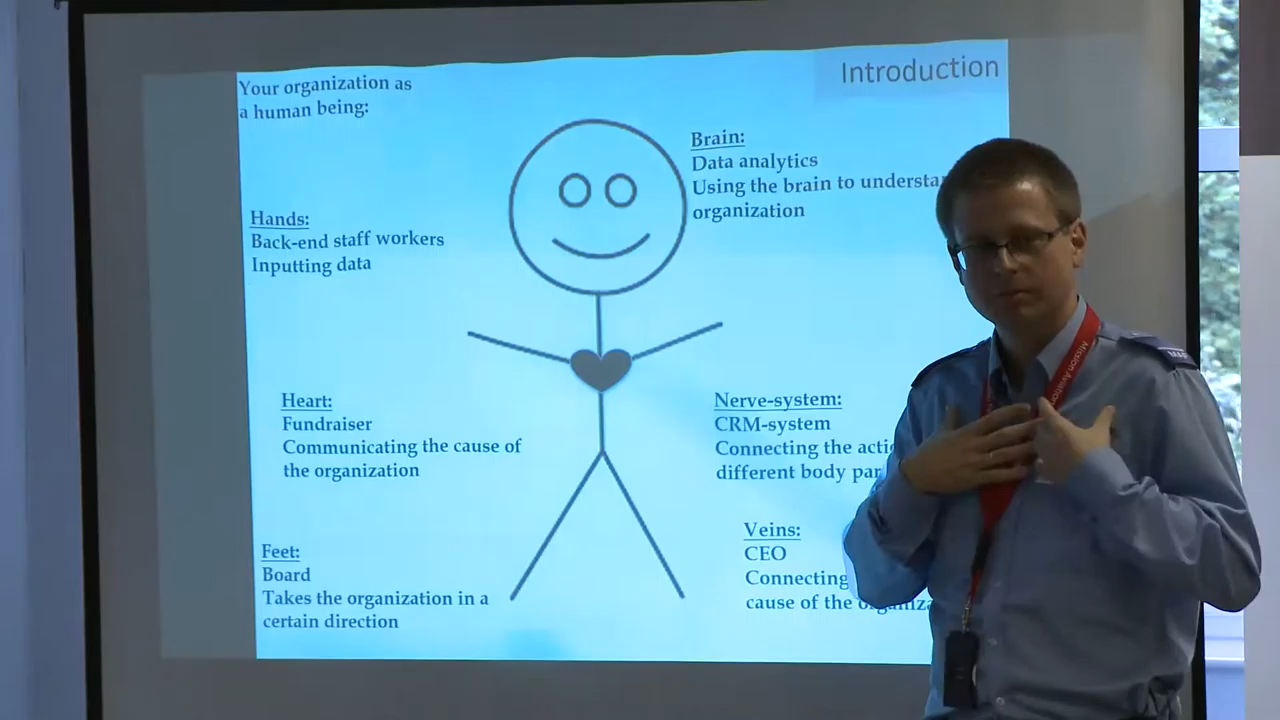 Introduction
Your organization as
a human being:
Brain:
Data analytics
Using the brain to
organization
Hands:
Back-end staff workers
Inputting data
Heart:
Fundraiser
Communicating the cause of
the organization
Nerve-system:
CRM-system
Connecting the
different body
Feet:
Board
Takes the organization in a
certain direction
Veins:
CEO
Connecting
cause of the
Mission Aviation